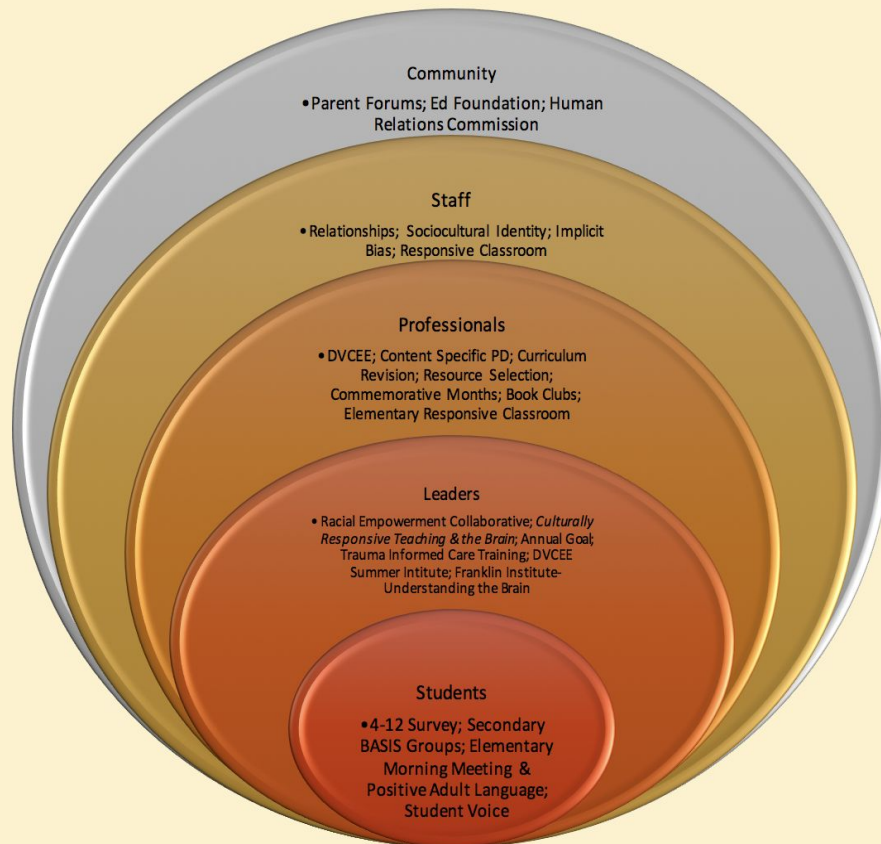 Community
•Parent Forums; Ed Foundation; Human
Relations Commission
Staff
•Relationships; Sociocultural Identity; Implicit
Bias; Responsive Classroom
Professionals
•DVCEE; Content Specific PD; Curriculum
Revision; Resource Selection;
Commemorative Months; Book Clubs;
Elementary Responsive Classroom
Leaders
• Racial Empowerment Collaborative; Culturally
Responsive Teaching & the Brain; Annual Goal;
Trauma Informed Care Training; DVCEE
Summer Intitute; Franklin Institute-
Understanding the Brain
Students
•4-12 Survey; Secondary
BASIS Groups; Elementary
Morning Meeting &
Positive Adult Language;
Student Voice